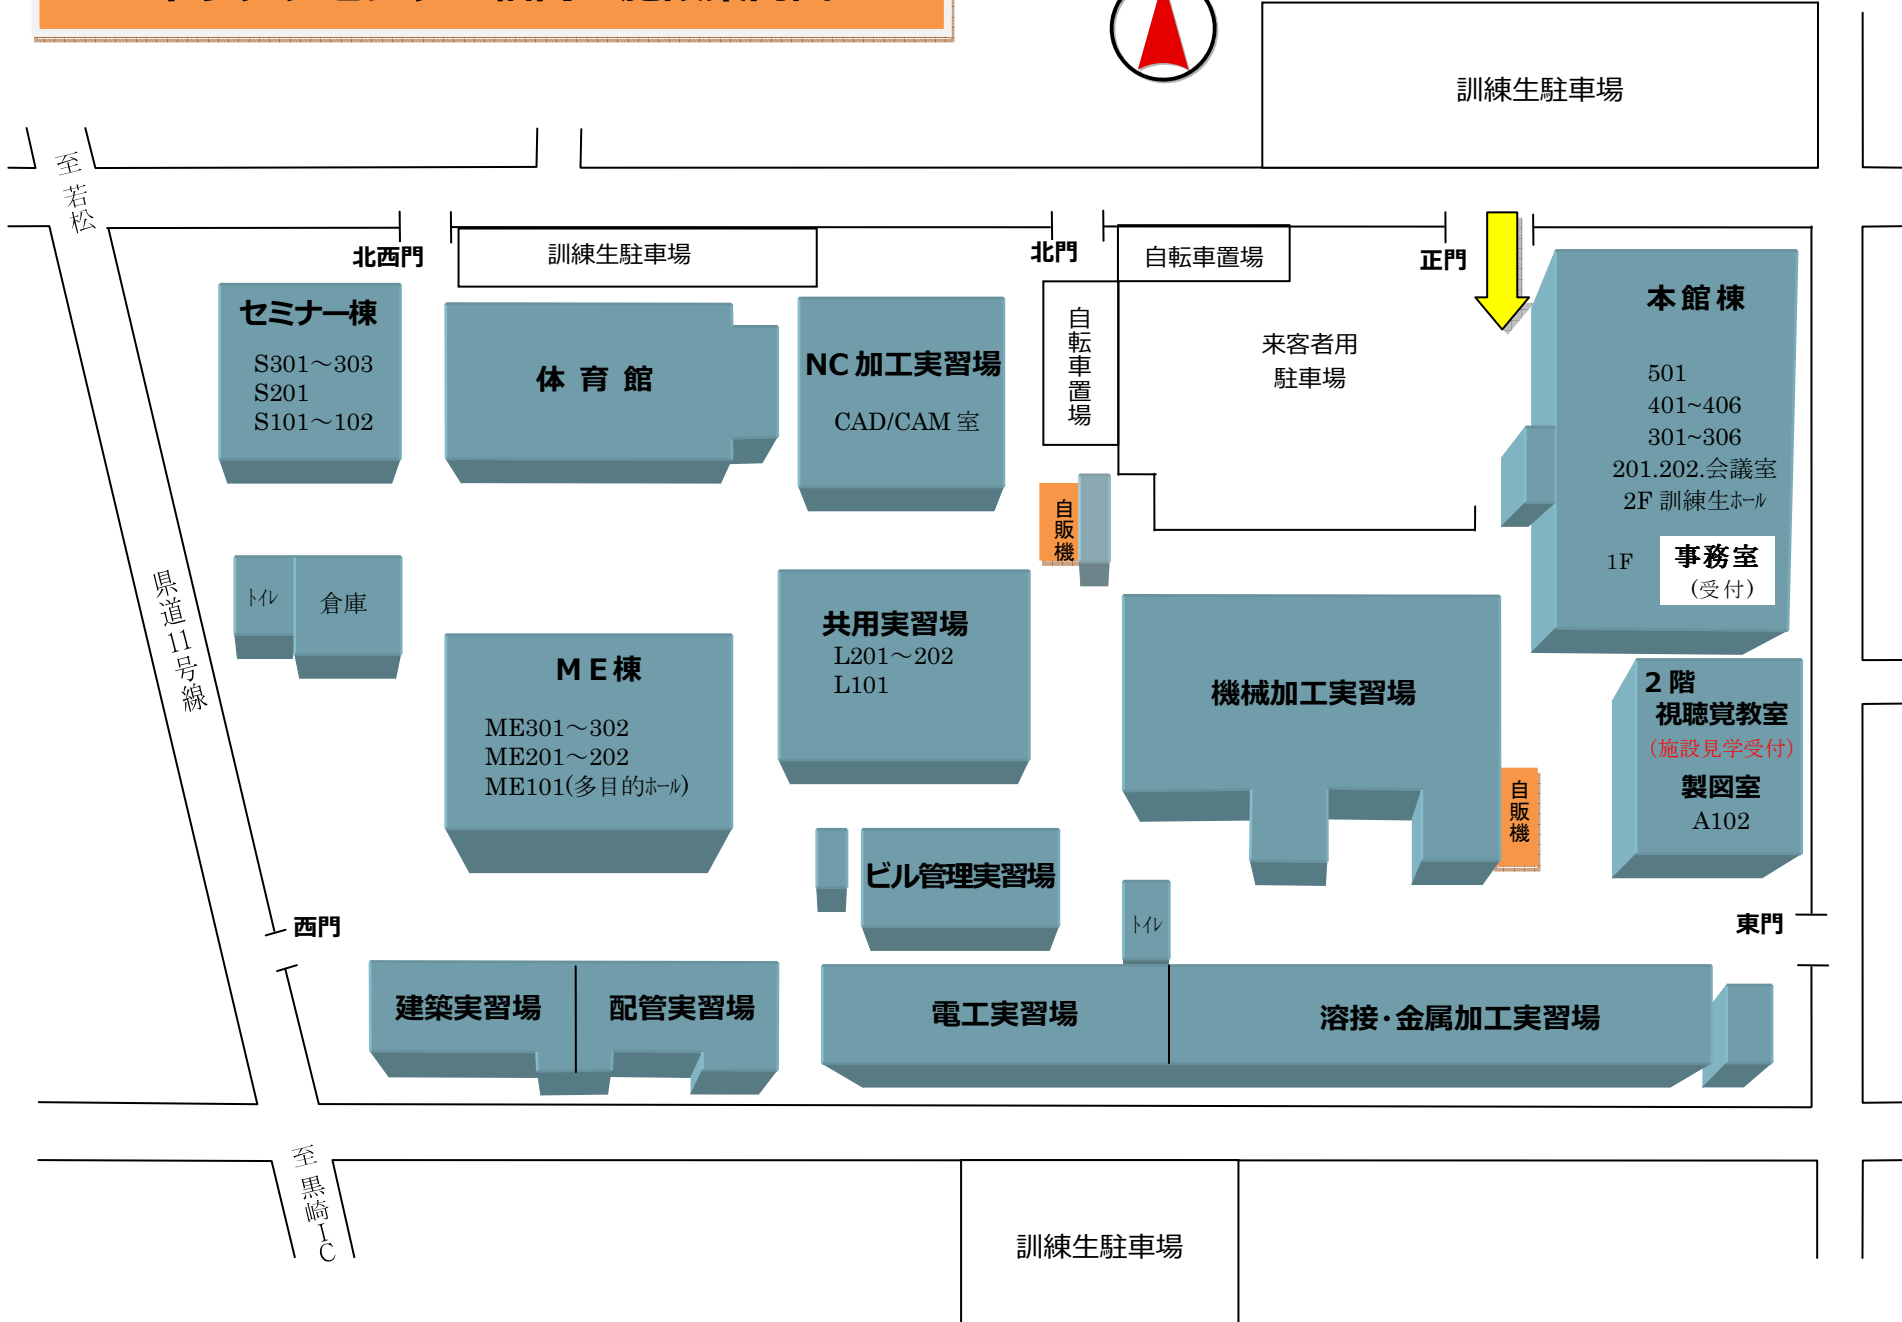 訓練生駐車場
至 若松
北西門
訓練生駐車場
北門
自転車置場
正門
セミナー棟
S301～303
S201
S101～102
体 育 館
NC 加工実習場
CAD/CAM 室
自転車置場
来客者用
駐車場
本 館 棟
501
401~406
301~306
201.202.会議室
2F 訓練生ホール
1F
事務室
(受付)
自販機
県道11号線
トイレ
倉庫
ＭＥ棟
ME301～302
ME201～202
ME101(多目的ホール)
共用実習場
L201～202
L101
機械加工実習場
自販機
２階
視聴覚教室
(施設見学受付)
製図室
A102
ビル管理実習場
トイレ
西門
東門
建築実習場
配管実習場
電工実習場
溶接・金属加工実習場
至 黒崎ＩＣ
訓練生駐車場